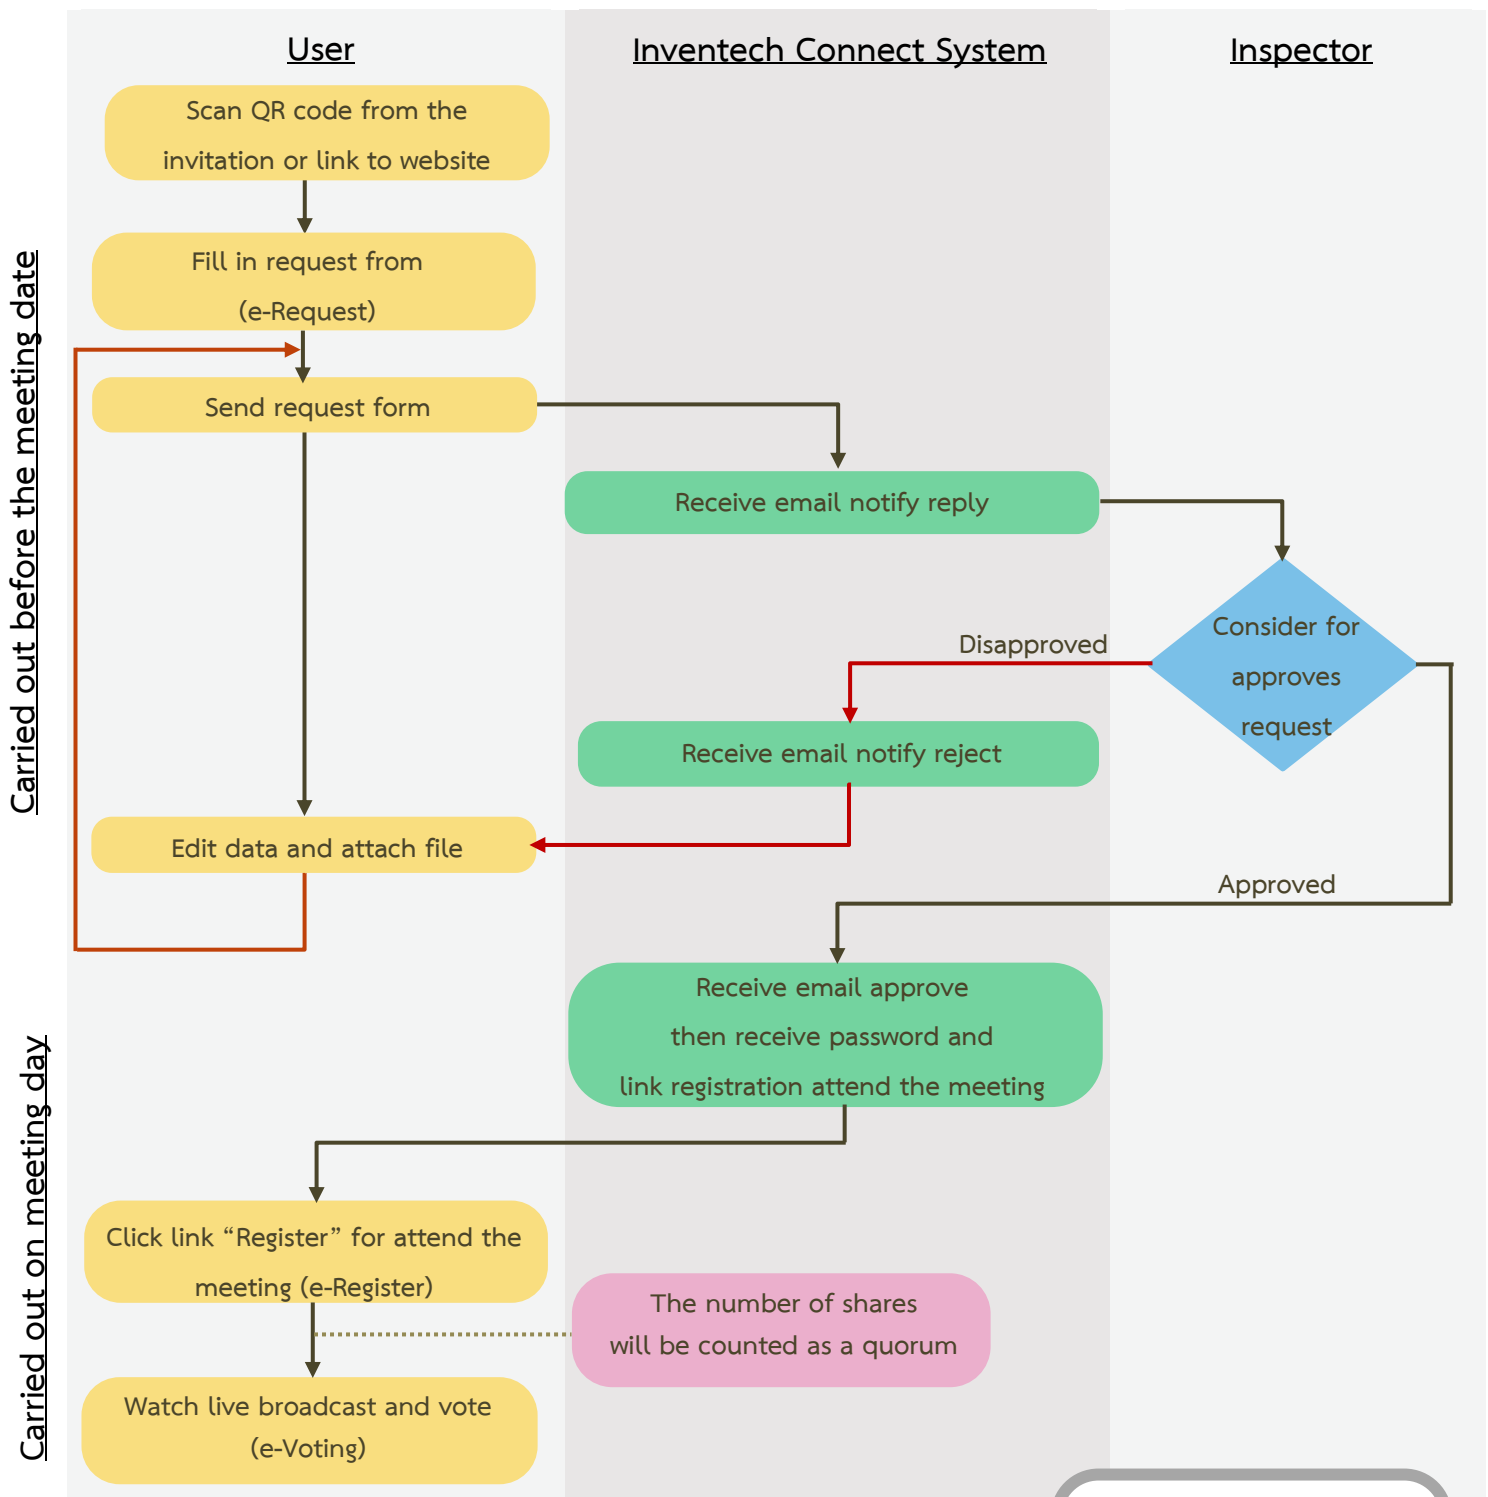 User
Inventech Connect System
Inspector
Scan QR code from the
invitation or link to website
Carried out before the meeting date
Fill in request from
(e-Request)
Send request form
Receive email notify reply
Consider for
approves
request
Disapproved
Receive email notify reject
Edit data and attach file
Approved
Receive email approve
then receive password and
link registration attend the meeting
Carried out on meeting day
Click link “Register” for attend the
meeting (e-Register)
The number of shares
will be counted as a quorum
Watch live broadcast and vote
(e-Voting)